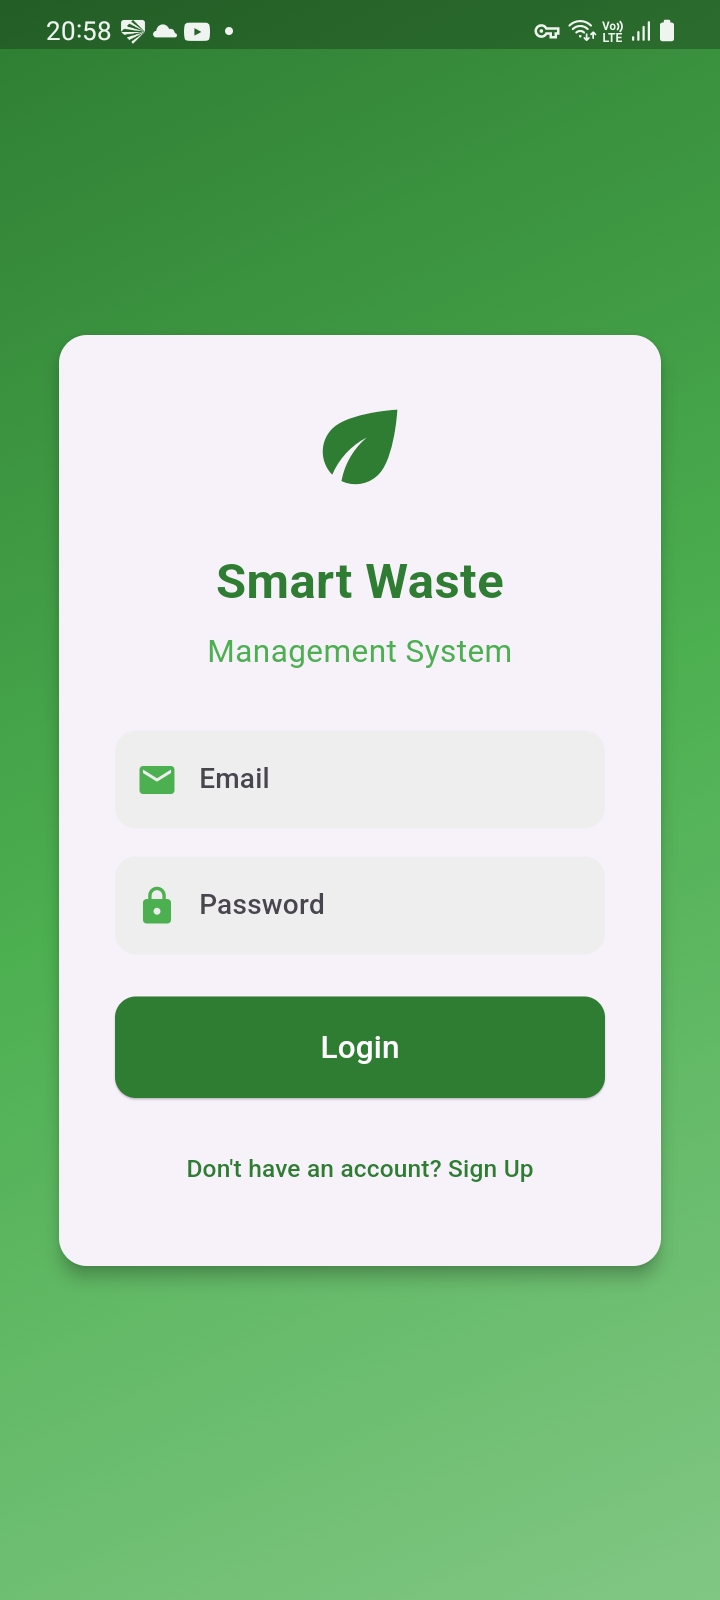 20:58
Vo)) LTE
Smart Waste
Management System
Email
Password
Login
Don't have an account? Sign Up